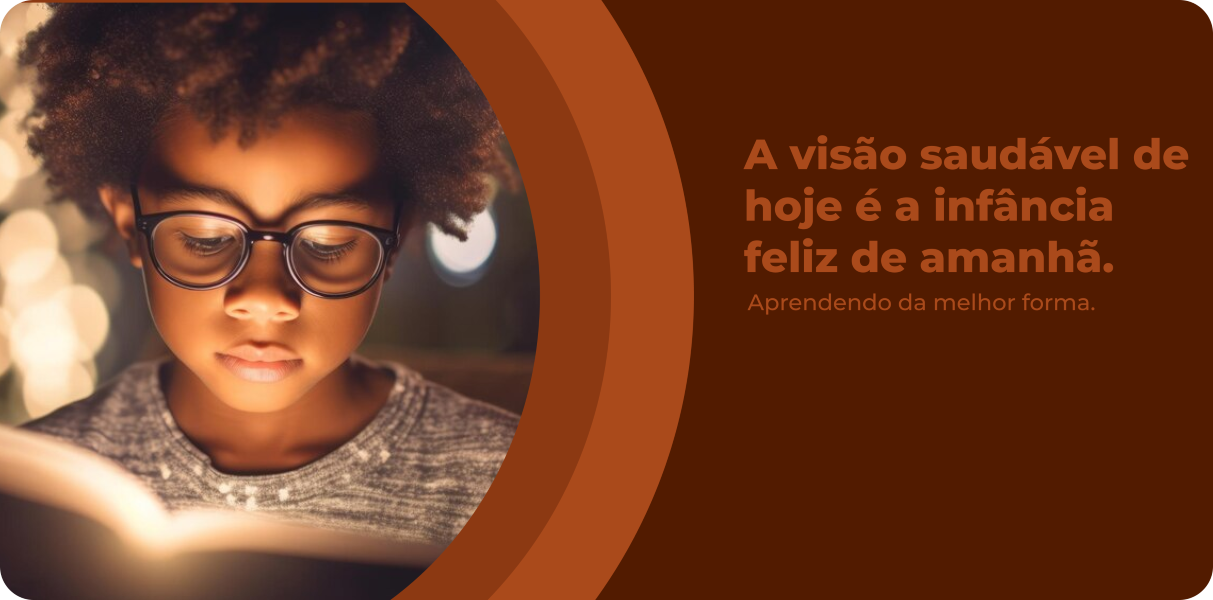 A visão saudável de
hoje é a infância
feliz de amanhã.
Aprendendo da melhor forma.